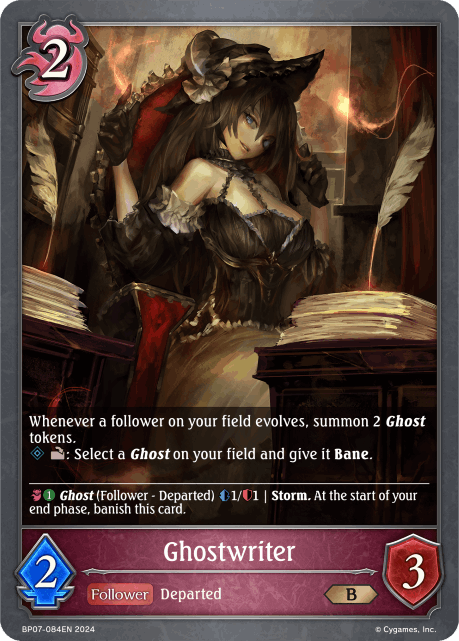 2
Whenever a follower on your field evolves, summon 2 Ghost
tokens.
: Select a Ghost on your field and give it Bane.
1 Ghost (Follower - Departed) 1/1 | Storm. At the start of your
end phase, banish this card.
Ghostwriter
2
Follower Departed
B
3
BP07-084EN 2024
© Cygames, Inc.